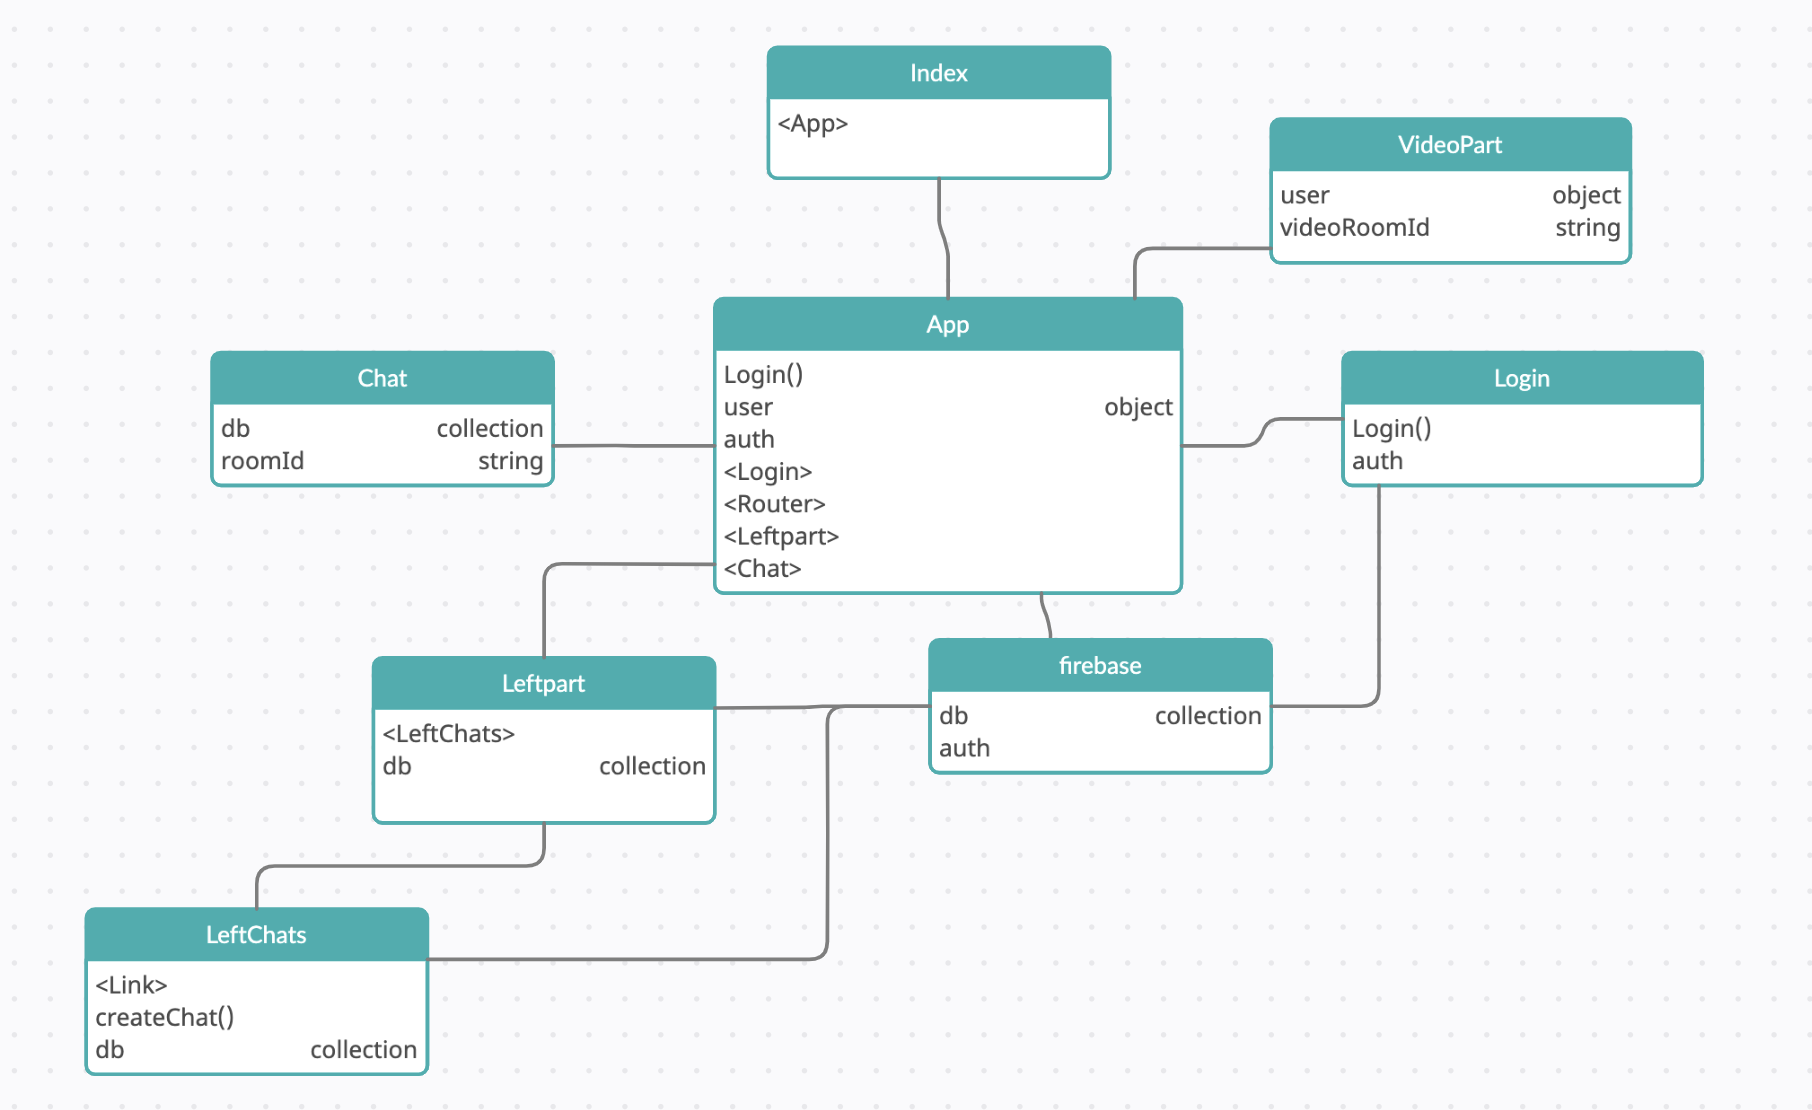 Index
<App>
VideoPart
user object
videoRoomId string
App
Login()
user object
auth
<Login>
<Router>
<Leftpart>
<Chat>
Chat
db collection
roomId string
Login
Login()
auth
Leftpart
<LeftChats>
db collection
firebase
db collection
auth
LeftChats
<Link>
createChat()
db collection